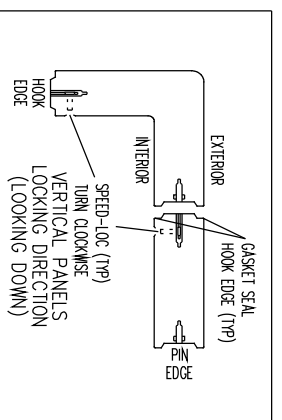 EXTERIOR
INTERIOR
GASKET SEAL
HOOK EDGE (TYP)
PIN
EDGE
HOOK
EDGE
SPEED-LOC (TYP)
TURN CLOCKWISE
VERTICAL PANELS
LOCKING DIRECTION
(LOOKING DOWN)